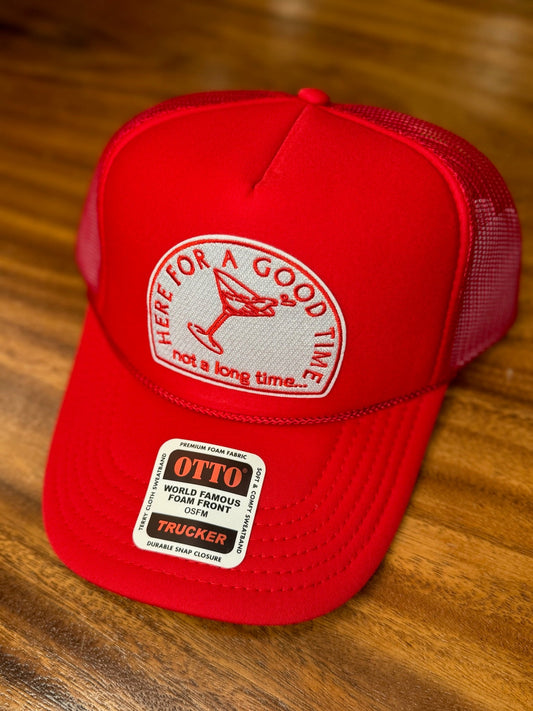 HERE FOR A GOOD TIME
not a long time...
PREMIUM FOAM FABRIC
OTTO
WORLD FAMOUS
FOAM FRONT
OSFM
TRUCKER
DURABLE SNAP CLOSURE
TERRY CLOTH SWEATBAND
SOFT & COMFY SWEATBAND